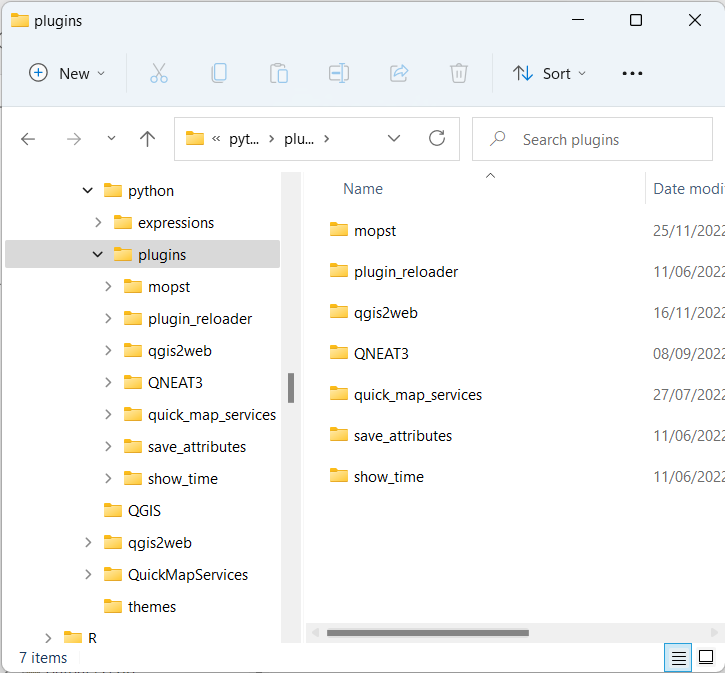 plugins
New
Sort
« pyt... > plu... >
Search plugins
python
expressions
plugins
mopst
plugin_reloader
qgis2web
QNEAT3
quick_map_services
save_attributes
show_time
QGIS
qgis2web
QuickMapServices
themes
R
Name Date modi
mopst 25/11/2022
plugin_reloader 11/06/2022
qgis2web 16/11/2022
QNEAT3 08/09/2022
quick_map_services 27/07/2022
save_attributes 11/06/2022
show_time 11/06/2022
7 items